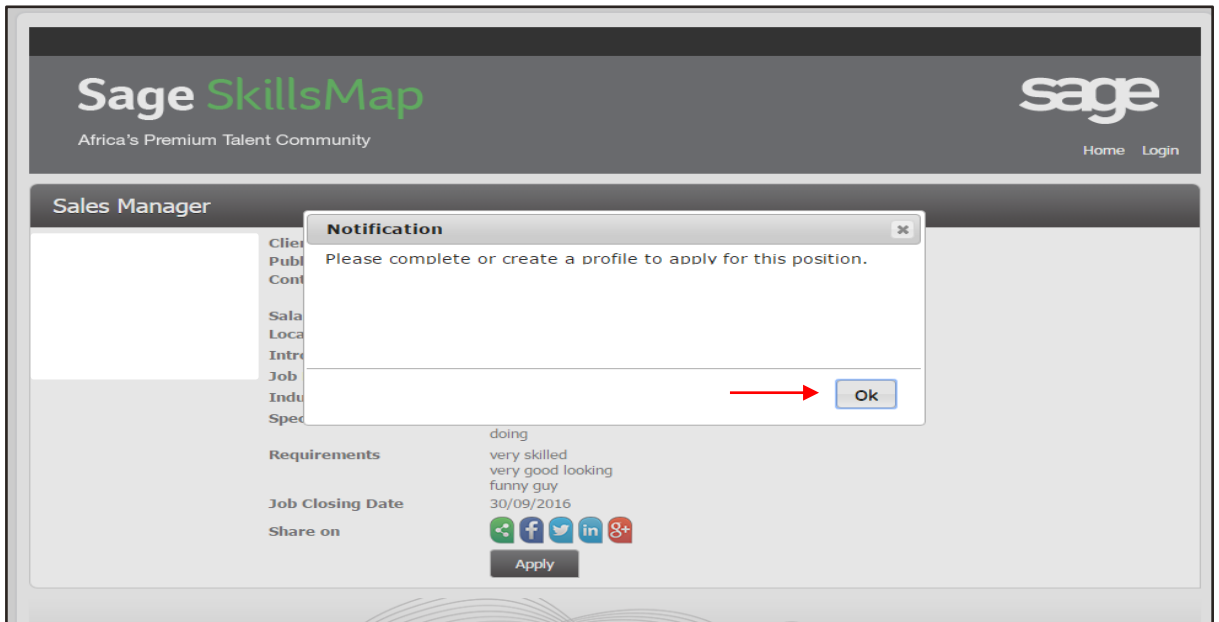 Sage SkillsMap
sage
Africa's Premium Talent Community
Home Login
Sales Manager
Notification
Please complete or create a profile to apply for this position.
Ok
doing
Requirements very skilled
very good looking
funny guy
Job Closing Date 30/09/2016
Share on
Apply